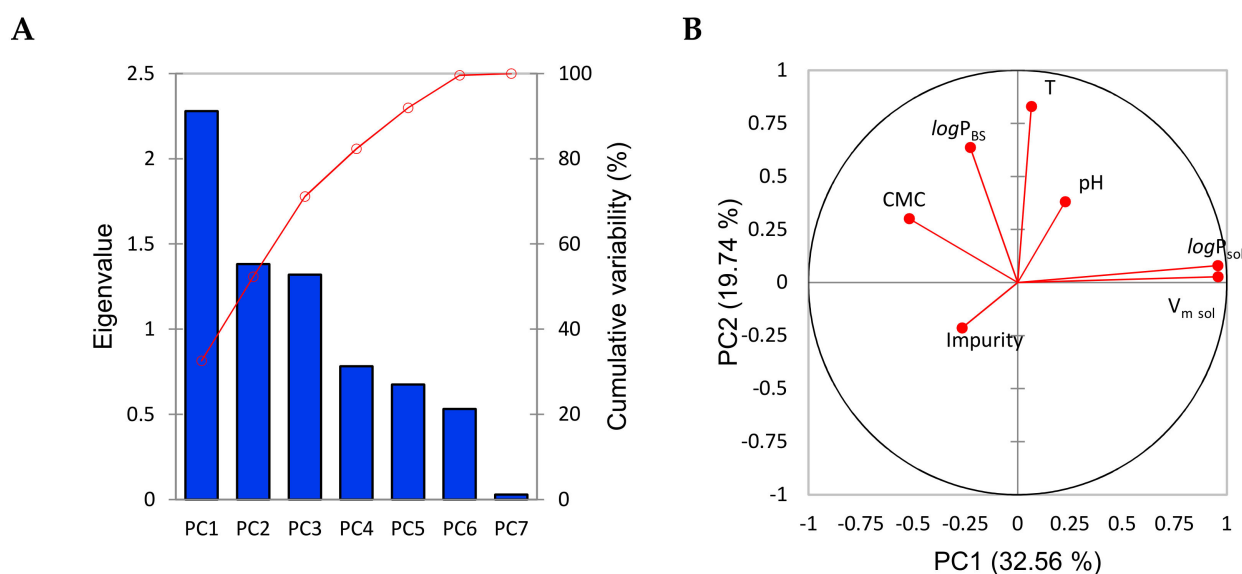 A
B
2.5
2
1.5
1
0.5
0
Eigenvalue
100
80
60
40
20
0
Cumulative variability (%)
PC1 PC2 PC3 PC4 PC5 PC6 PC7
1
0.75
0.5
0.25
0
-0.25
-0.5
-0.75
-1
PC2 (19.74 %)
T
logPBS
pH
CMC
logPsol
Vm sol
Impurity
-1 -0.75 -0.5 -0.25 0 0.25 0.5 0.75 1
PC1 (32.56 %)